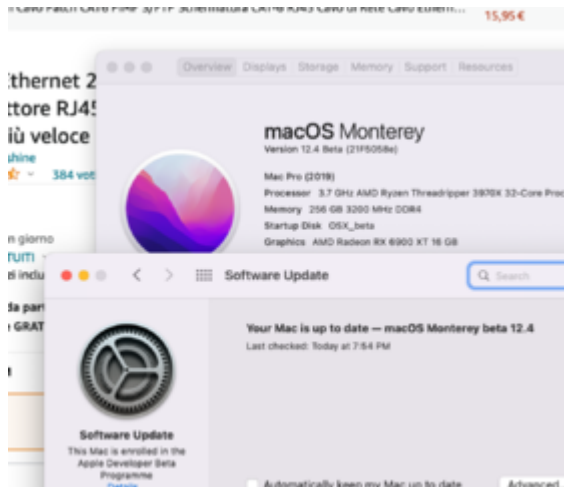 Cavo Patch CAT6 PIMF S/FTP Schermatura CAT-6 RJ45 Cavo di Rete Cavo Ethern...
15,95 €
Ethernet 2
ttore RJ45
iù veloce
shine
384 vot
n giorno
TUITI
zi inclu
da part
e GRAT
Overview Displays Storage Memory Support Resources
macOS Monterey
Version 12.4 Beta (21F5058e)
Mac Pro (2019)
Processor 3.7 GHz AMD Ryzen Threadripper 3970X 32-Core Proc
Memory 256 GB 3200 MHz DDR4
Startup Disk OSX_beta
Graphics AMD Radeon RX 6900 XT 16 GB
Software Update
Search
Your Mac is up to date — macOS Monterey beta 12.4
Last checked: Today at 7:54 PM
Software Update
This Mac is enrolled in the
Apple Developer Beta
Programme
Details...
Automatically keep my Mac up to date
Advanced